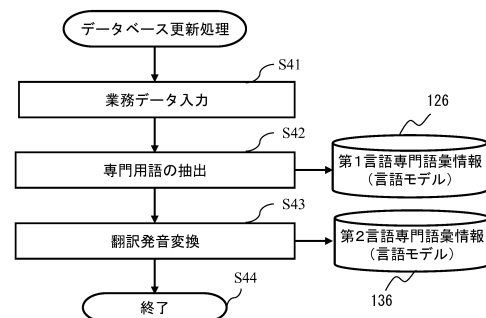 データベース更新処理
S41
業務データ入力
126
S42
専門用語の抽出
第1言語専門語彙情報
(言語モデル)
S43
翻訳発音変換
第2言語専門語彙情報
(言語モデル)
S44
終了
136